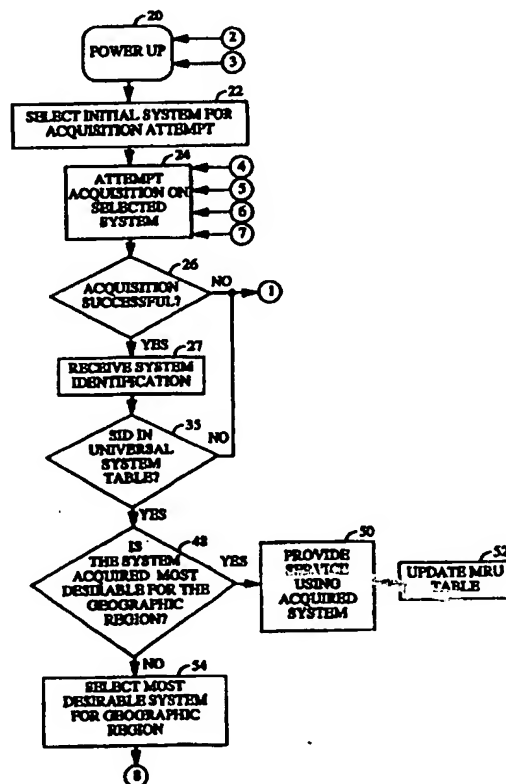 20
POWER UP
2
3
22
SELECT INITIAL SYSTEM FOR
ACQUISITION ATTEMPT
24
ATTEMPT
ACQUISITION ON
SELECTED
SYSTEM
4
5
6
7
26
ACQUISITION
SUCCESSFUL?
NO
1
YES
27
RECEIVE SYSTEM
IDENTIFICATION
35
SID IN
UNIVERSAL
SYSTEM
TABLE?
NO
YES
48
IS
THE SYSTEM
ACQUIRED MOST
DESIRABLE FOR THE
GEOGRAPHIC
REGION?
YES
50
PROVIDE
SERVICE
USING
ACQUIRED
SYSTEM
52
UPDATE MRU
TABLE
NO
54
SELECT MOST
DESIRABLE SYSTEM
FOR GEOGRAPHIC
REGION
8